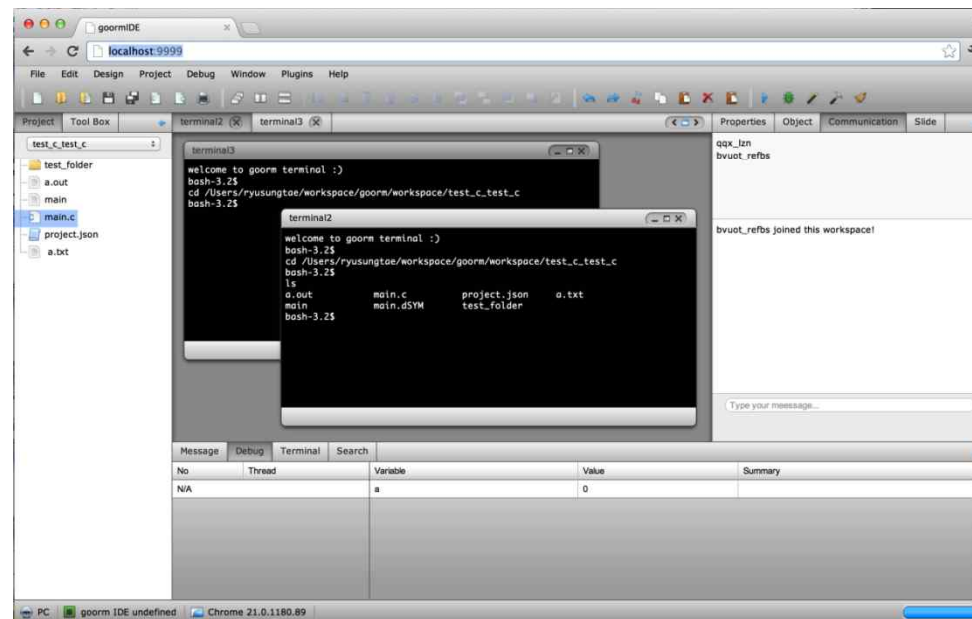 goormIDE
localhost:9999
File Edit Design Project Debug Window Plugins Help
Project Tool Box
terminal2 terminal3
Properties Object Communication Slide
test_c_test_c
test_folder
a.out
main
main.c
project.json
a.txt
terminal3
welcome to goorm terminal :)
bash-3.2$
cd /Users/ryusungtae/workspace/goorm/workspace/test_c_test_c
bash-3.2$
terminal2
welcome to goorm terminal :)
bash-3.2$
cd /Users/ryusungtae/workspace/goorm/workspace/test_c_test_c
bash-3.2$
ls
a.out main.c project.json a.txt
main main.dSYM test_folder
bash-3.2$
qqx_lzn
bvuot_refbs
bvuot_refbs joined this workspace!
Type your meessage...
Message Debug Terminal Search
No Thread Variable Value Summary
N/A a 0
PC goorm IDE undefined Chrome 21.0.1180.89